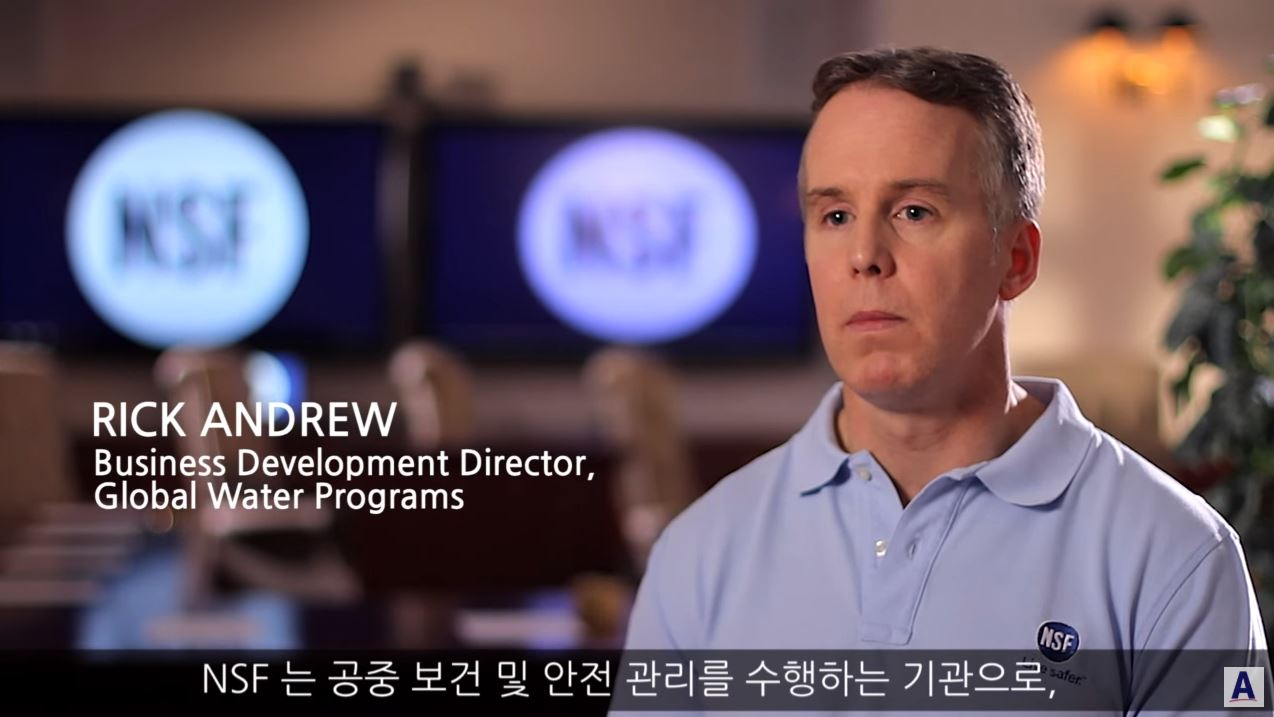 NSF
NSF
RICK ANDREW
Business Development Director,
Global Water Programs
NSF
safer.
NSF 는 공중 보건 및 안전 관리를 수행하는 기관으로,
A